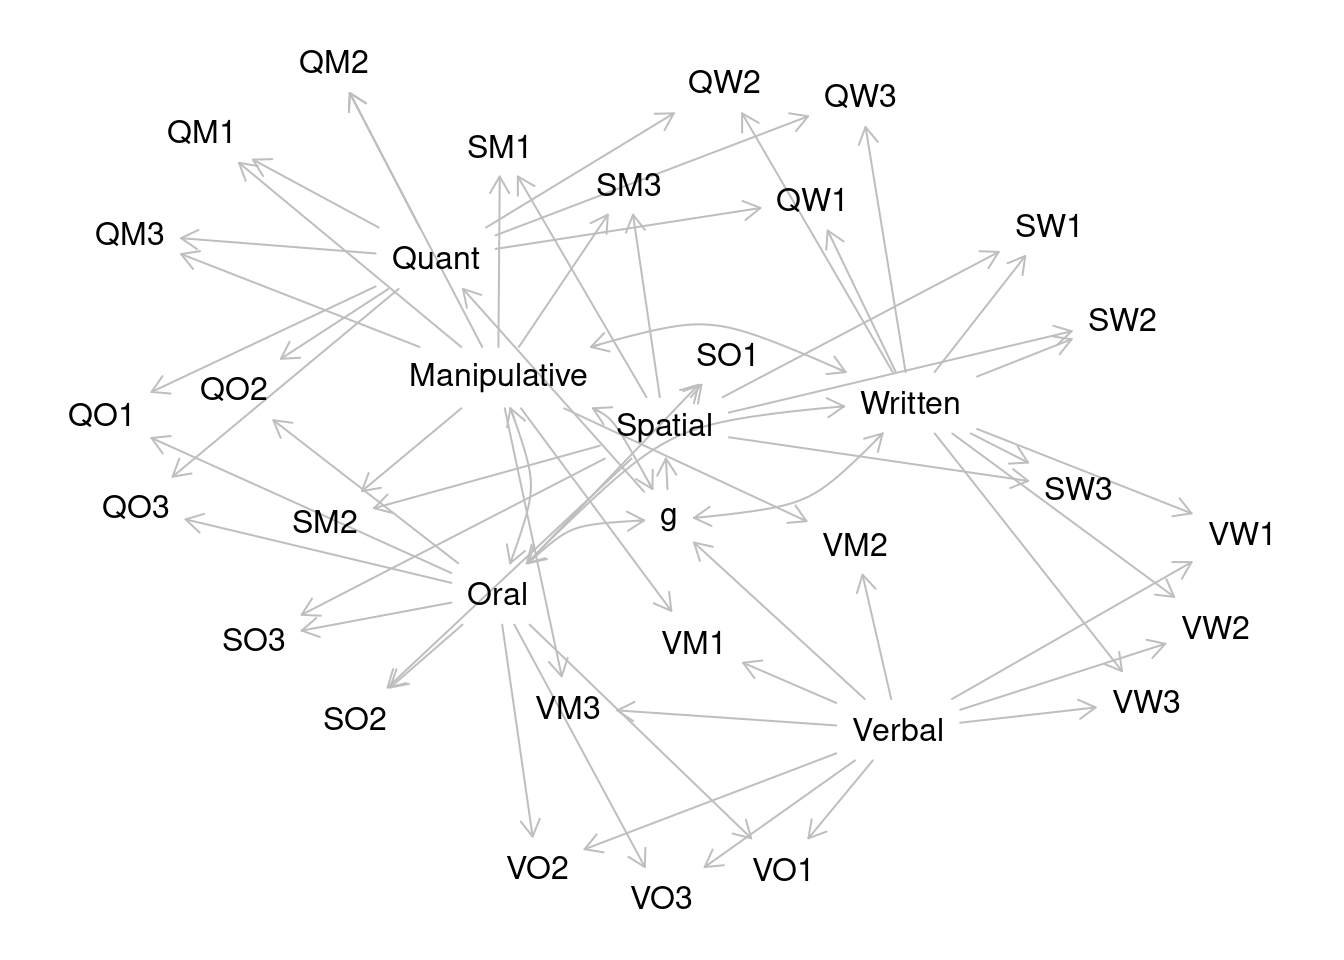 QM2
QW2
QW3
QM1
SM1
SM3
QW1
SW1
QM3
Quant
SW2
SO1
Manipulative
QO2
Written
QO1
Spatial
SW3
QO3
SM2
g
VW1
VM2
Oral
VW2
SO3
VM1
VW3
VM3
SO2
Verbal
VO2
VO1
VO3